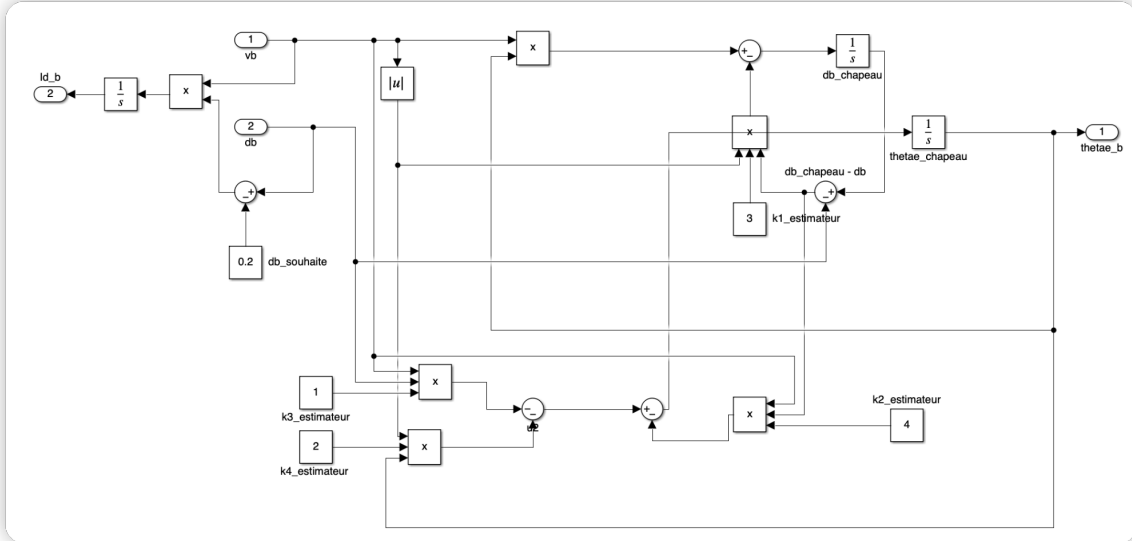 1
vb
x
+
−
1
s
db_chapeau
ld_b
2
1
s
x
|u|
2
db
x
1
s
thetae_chapeau
1
thetae_b
db_chapeau - db
−
+
−
+
3
k1_estimateur
0.2
db_souhaite
1
k3_estimateur
x
−
−
u2
+
−
x
k2_estimateur
4
2
k4_estimateur
x